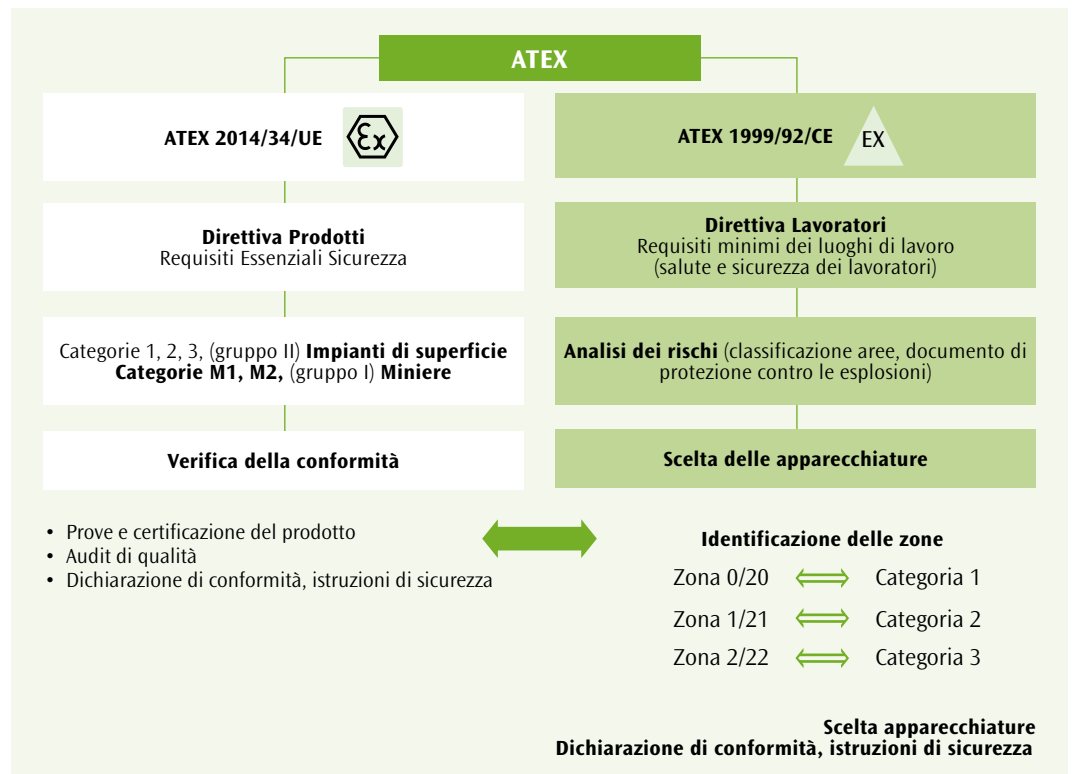 ATEX
ATEX 2014/34/UE
Ex
Direttiva Prodotti
Requisiti Essenziali Sicurezza
Categorie 1, 2, 3, (gruppo II) Impianti di superficie
Categorie M1, M2, (gruppo I) Miniere
Verifica della conformità
• Prove e certificazione del prodotto
• Audit di qualità
• Dichiarazione di conformità, istruzioni di sicurezza
ATEX 1999/92/CE
EX
Direttiva Lavoratori
Requisiti minimi dei luoghi di lavoro
(salute e sicurezza dei lavoratori)
Analisi dei rischi (classificazione aree, documento di
protezione contro le esplosioni)
Scelta delle apparecchiature
Identificazione delle zone
Zona 0/20 Categoria 1
Zona 1/21 Categoria 2
Zona 2/22 Categoria 3
Scelta apparecchiature
Dichiarazione di conformità, istruzioni di sicurezza